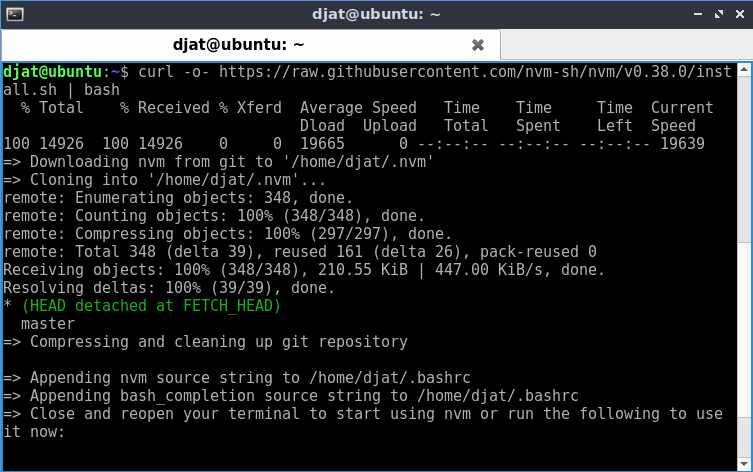 djat@ubuntu: ~
djat@ubuntu: ~
djat@ubuntu:~$ curl -o- https://raw.githubusercontent.com/nvm-sh/nvm/v0.38.0/inst
all.sh | bash
  % Total    % Received % Xferd  Average Speed   Time    Time     Time  Current
                                 Dload  Upload   Total   Spent    Left  Speed
100 14926  100 14926    0     0  19665      0 --:--:-- --:--:-- --:--:-- 19639
=> Downloading nvm from git to '/home/djat/.nvm'
=> Cloning into '/home/djat/.nvm'...
remote: Enumerating objects: 348, done.
remote: Counting objects: 100% (348/348), done.
remote: Compressing objects: 100% (297/297), done.
remote: Total 348 (delta 39), reused 161 (delta 26), pack-reused 0
Receiving objects: 100% (348/348), 210.55 KiB | 447.00 KiB/s, done.
Resolving deltas: 100% (39/39), done.
* (HEAD detached at FETCH_HEAD)
  master
=> Compressing and cleaning up git repository

=> Appending nvm source string to /home/djat/.bashrc
=> Appending bash_completion source string to /home/djat/.bashrc
=> Close and reopen your terminal to start using nvm or run the following to use
it now: